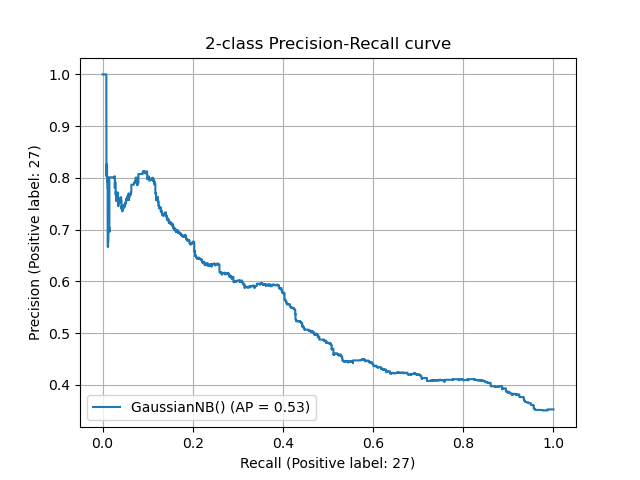 2-class Precision-Recall curve
1.0
0.9
0.8
0.7
0.6
0.5
0.4
Precision (Positive label: 27)
GaussianNB() (AP = 0.53)
0.0 0.2 0.4 0.6 0.8 1.0
Recall (Positive label: 27)